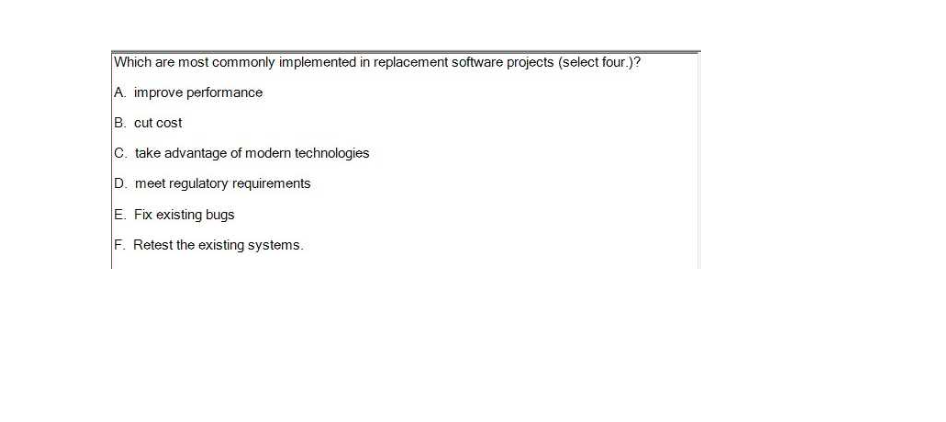 Which are most commonly implemented in replacement software projects (select four.)?
A. improve performance
B. cut cost
C. take advantage of modern technologies
D. meet regulatory requirements
E. Fix existing bugs
F. Retest the existing systems.